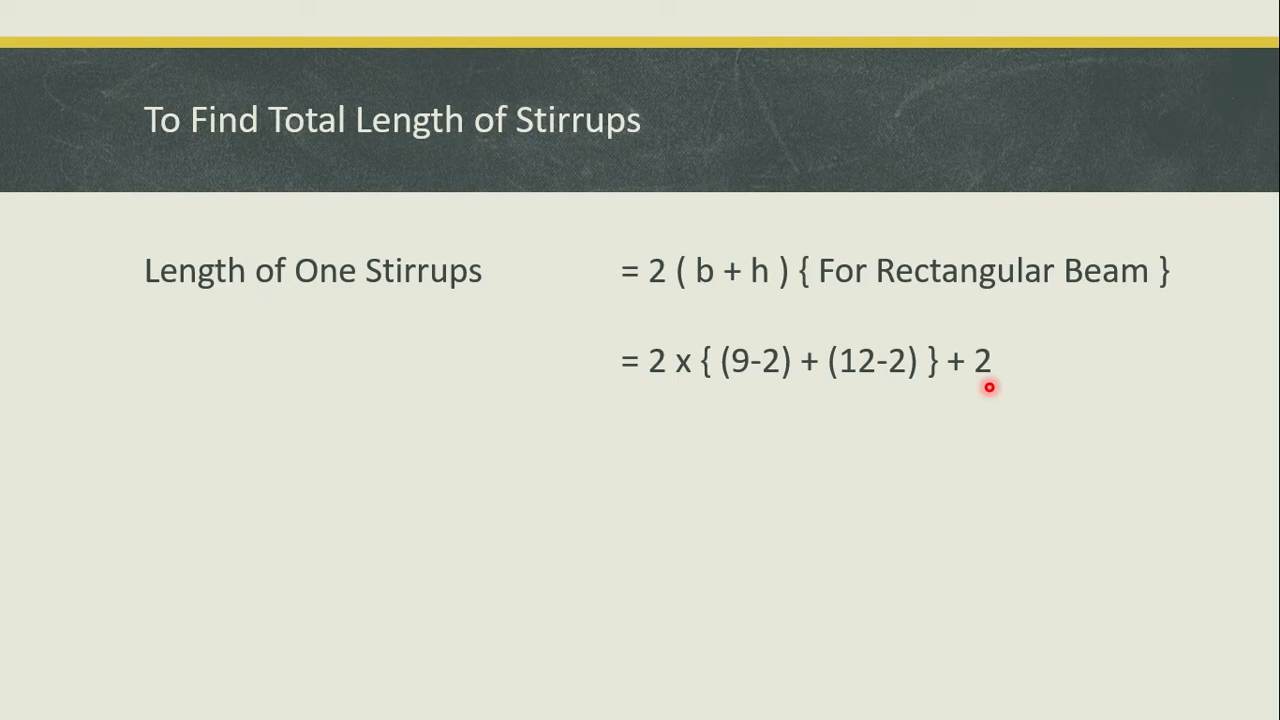 To Find Total Length of Stirrups
Length of One Stirrups = 2 ( b + h ) { For Rectangular Beam }
= 2 x { (9-2) + (12-2) } + 2